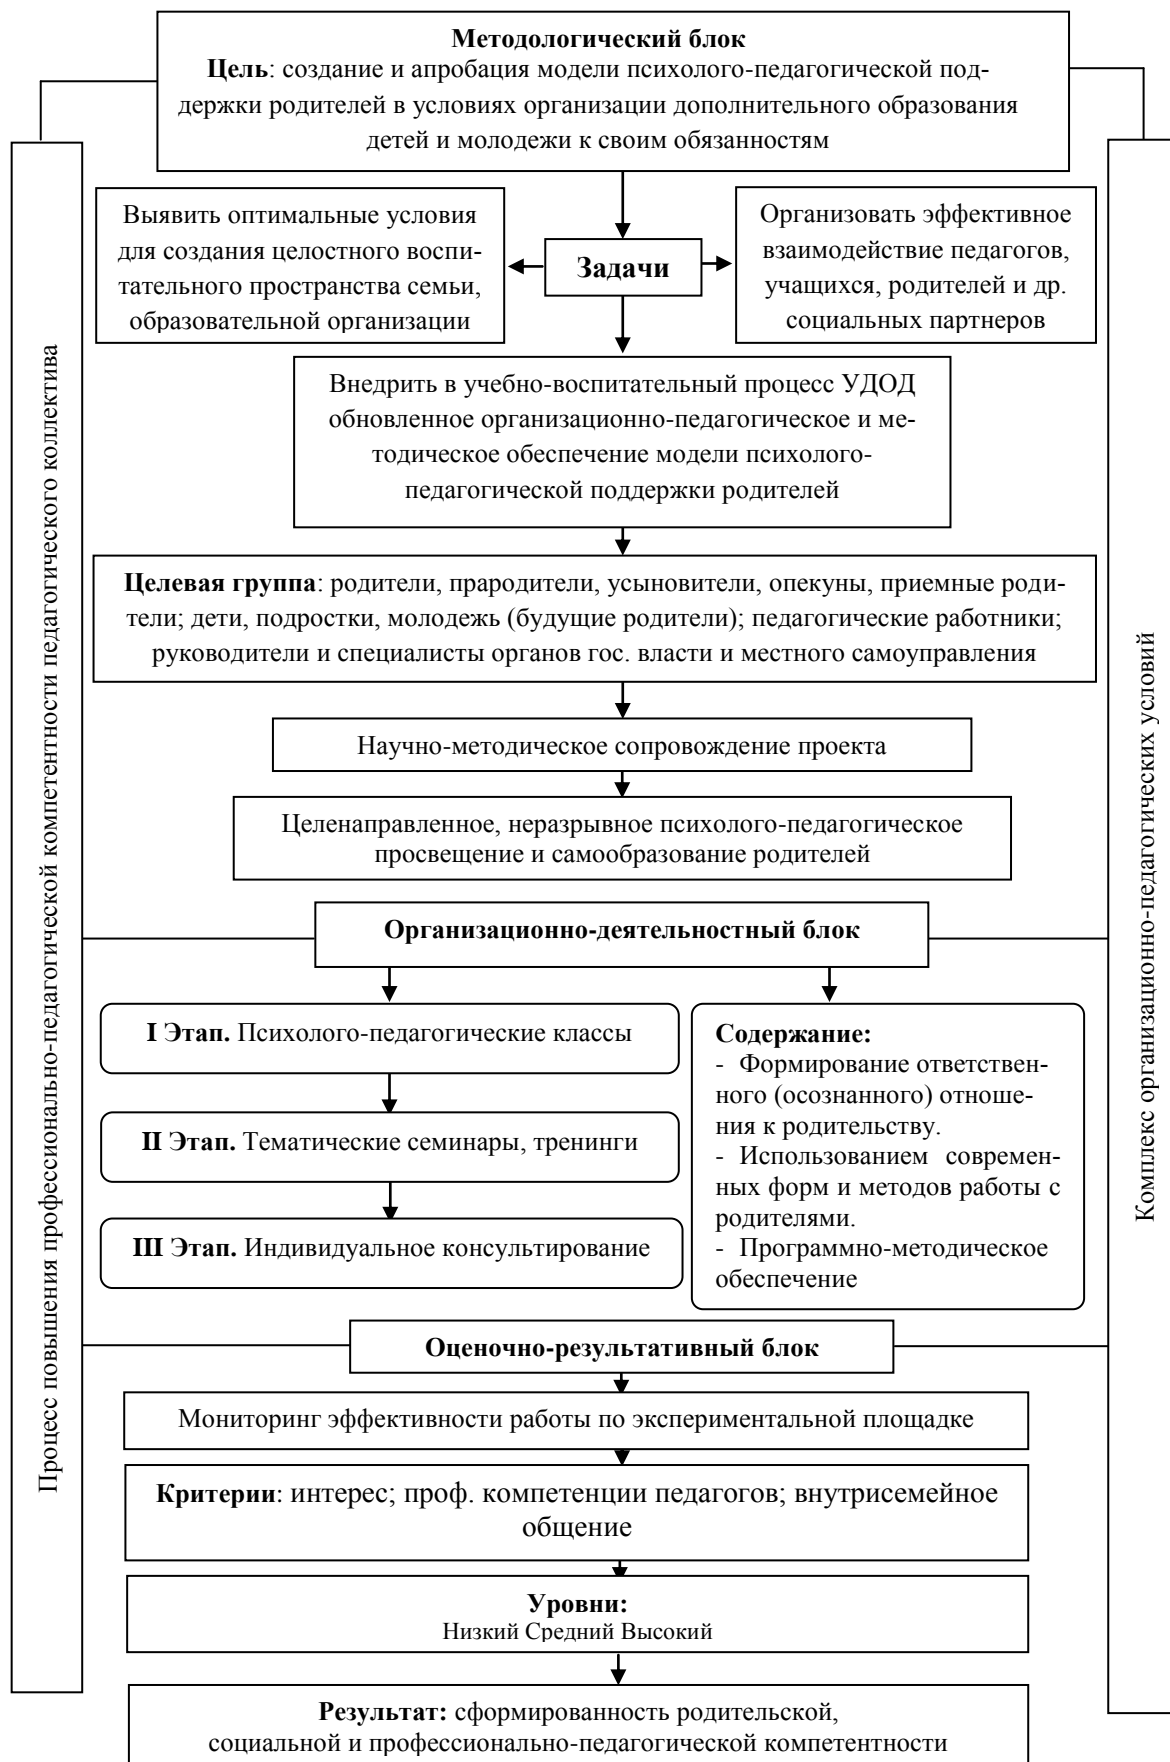 Методологический блок
Цель: создание и апробация модели психолого-педагогической под-
держки родителей в условиях организации дополнительного образования
детей и молодежи к своим обязанностям
Выявить оптимальные условия
для создания целостного воспи-
тательного пространства семьи,
образовательной организации
Задачи
Организовать эффективное
взаимодействие педагогов,
учащихся, родителей и др.
социальных партнеров
Внедрить в учебно-воспитательный процесс УДОД
обновленное организационно-педагогическое и ме-
тодическое обеспечение модели психолого-
педагогической поддержки родителей
Целевая группа: родители, прародители, усыновители, опекуны, приемные роди-
тели; дети, подростки, молодежь (будущие родители); педагогические работники;
руководители и специалисты органов гос. власти и местного самоуправления
Научно-методическое сопровождение проекта
Целенаправленное, неразрывное психолого-педагогическое
просвещение и самообразование родителей
Организационно-деятельностный блок
I Этап. Психолого-педагогические классы
II Этап. Тематические семинары, тренинги
III Этап. Индивидуальное консультирование
Содержание:
- Формирование ответствен-
ного (осознанного) отноше-
ния к родительству.
- Использованием современ-
ных форм и методов работы с
родителями.
- Программно-методическое
обеспечение
Оценочно-результативный блок
Мониторинг эффективности работы по экспериментальной площадке
Критерии: интерес; проф. компетенции педагогов; внутрисемейное
общение
Уровни:
Низкий Средний Высокий
Результат: сформированность родительской,
социальной и профессионально-педагогической компетентности
Процесс повышения профессионально-педагогической компетентности педагогического коллектива
Комплекс организационно-педагогических условий